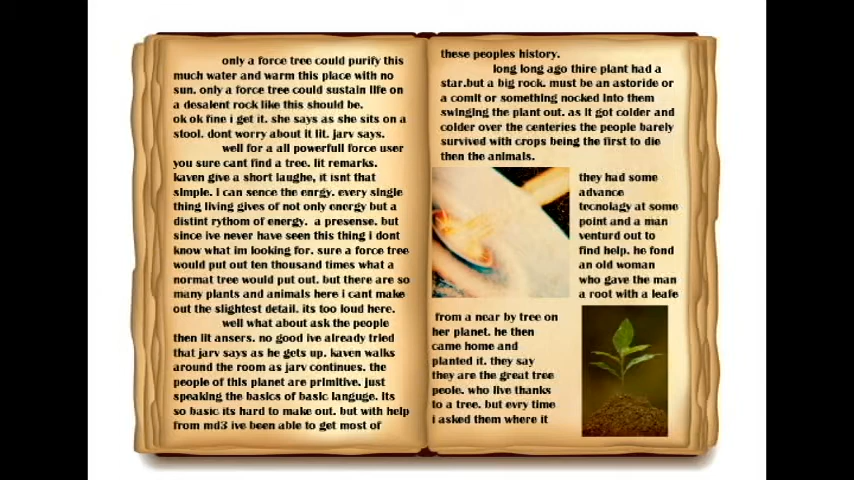 only a force tree could purify this
much water and warm this place with no
sun. only a force tree could sustain life on
a desalent rock like this should be.
ok ok fine i get it. she says as she sits on a
stool. dont worry about it lit. jarv says.
well for a all powerfull force user
you sure cant find a tree. lit remarks.
kaven give a short laughe, it isnt that
simple. i can sence the enrgy. every single
thing living gives of not only energy but a
distint rythom of energy. a presense. but
since ive never have seen this thing i dont
know what im looking for. sure a force tree
would put out ten thousand times what a
normat tree would put out. but there are so
many plants and animals here i cant make
out the slightest detail. its too loud here.
well what about ask the people
then lit ansers. no good ive already tried
that jarv says as he gets up. kaven walks
around the room as jarv continues. the
people of this planet are primitive. just
speaking the basics of basic languge. its
so basic its hard to make out. but with help
from md3 ive been able to get most of
these peoples history.
long long ago thire plant had a
star.but a big rock. must be an astoride or
a comit or something nocked into them
swinging the plant out. as it got colder and
colder over the centeries the people barely
survived with crops being the first to die
then the animals.
they had some
advance
tecnolagy at some
point and a man
venturd out to
find help. he fond
an old woman
who gave the man
a root with a leafe
from a near by tree on
her planet. he then
came home and
planted it. they say
they are the great tree
peole. who live thanks
to a tree. but evry time
i asked them where it